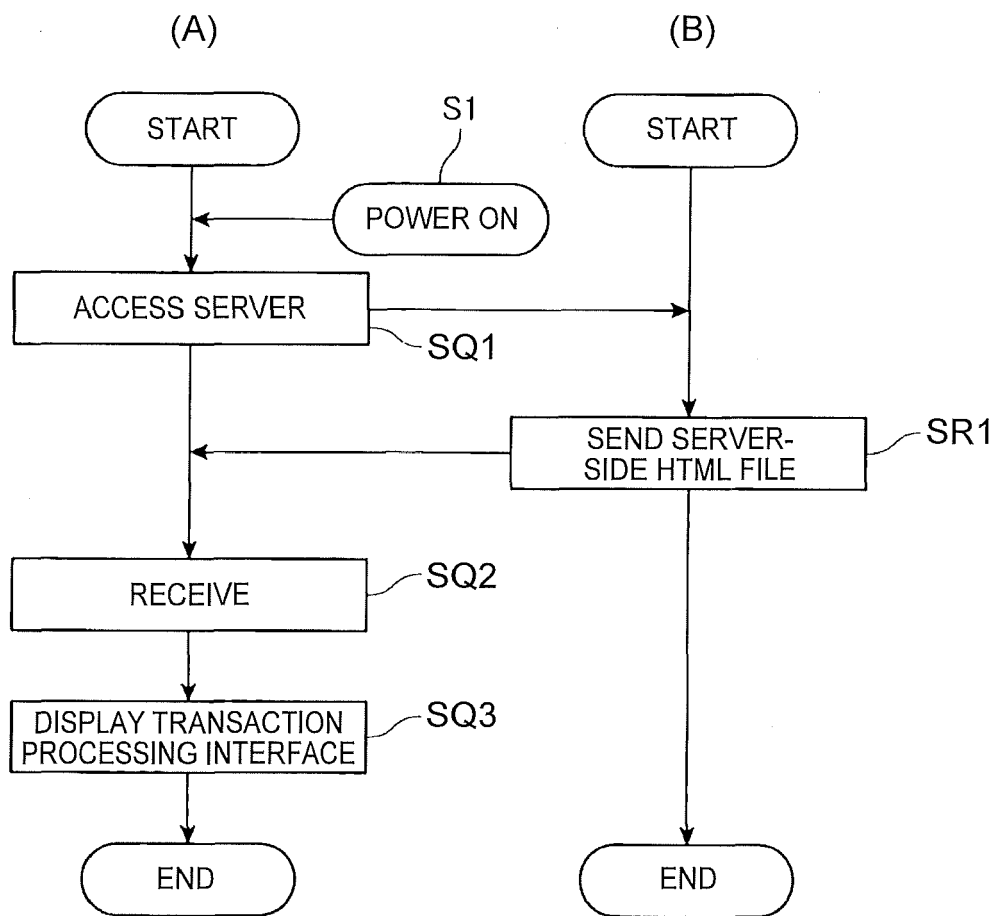 (A)
(B)
START
START
S1
POWER ON
ACCESS SERVER
SQ1
SEND SERVER-
SIDE HTML FILE
SR1
RECEIVE
SQ2
DISPLAY TRANSACTION
PROCESSING INTERFACE
SQ3
END
END